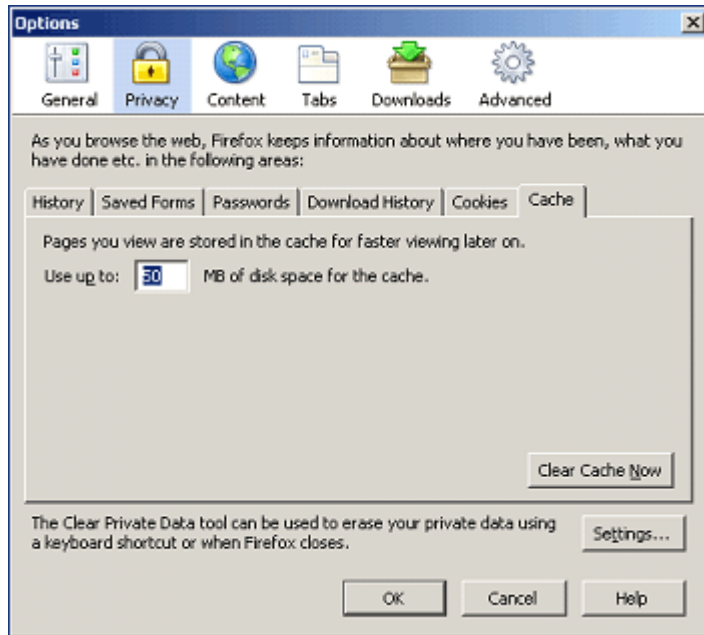 Options
General Privacy Content Tabs Downloads Advanced
As you browse the web, Firefox keeps information about where you have been, what you
have done etc. in the following areas:
History Saved Forms Passwords Download History Cookies Cache
Pages you view are stored in the cache for faster viewing later on.
Use up to: 50 MB of disk space for the cache.
Clear Cache Now
The Clear Private Data tool can be used to erase your private data using
a keyboard shortcut or when Firefox closes.
Settings...
OK Cancel Help